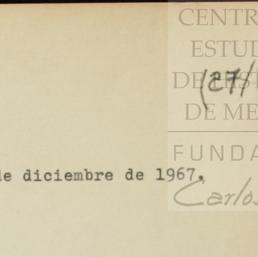 CENTR
ESTUD
DE
(27/
DE ME
FUNDA
de diciembre de 1967.
Carlos